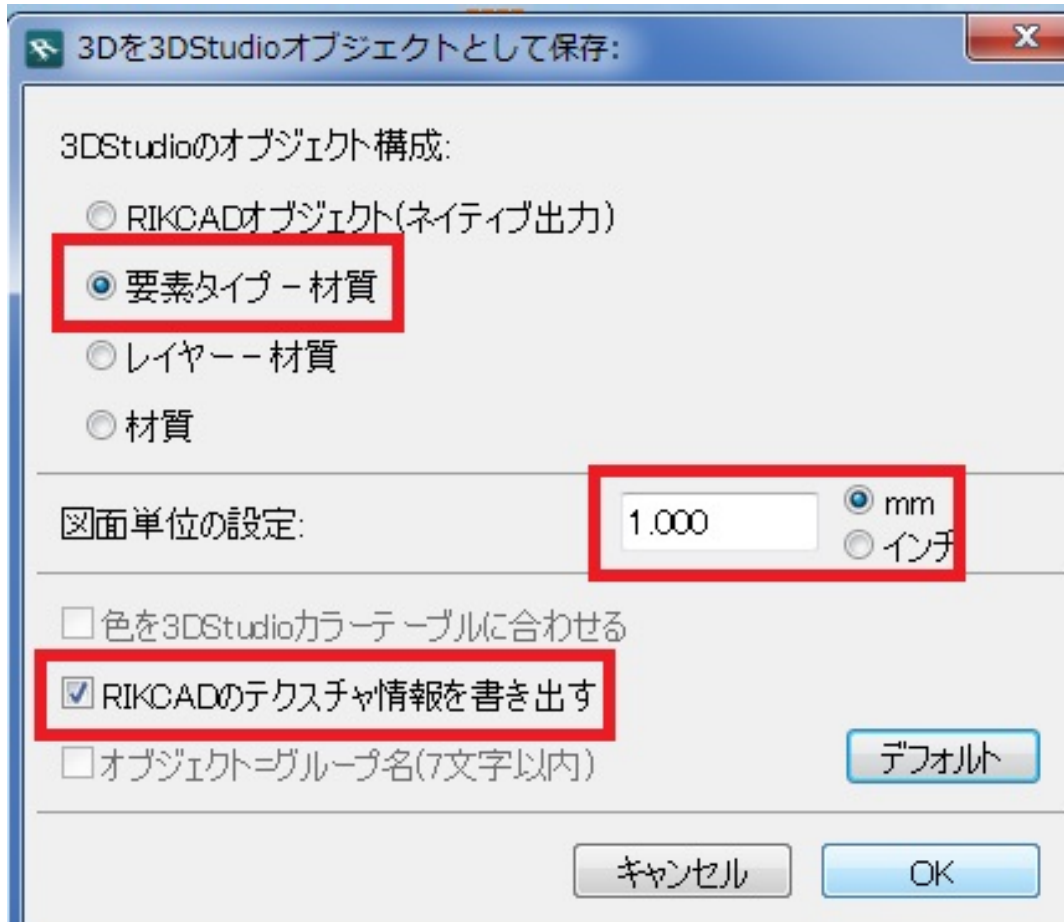 3Dを3DStudioオブジェクトとして保存:
3DStudioのオブジェクト構成:
RIKCADオブジェクト(ネイティブ出力)
要素タイプ－材質
レイヤー－材質
材質
図面単位の設定:
1.000
mm
インチ
色を3DStudioカラーテーブルに合わせる
RIKCADのテクスチャ情報を書き出す
オブジェクト=グループ名(7文字以内)
デフォルト
キャンセル
OK